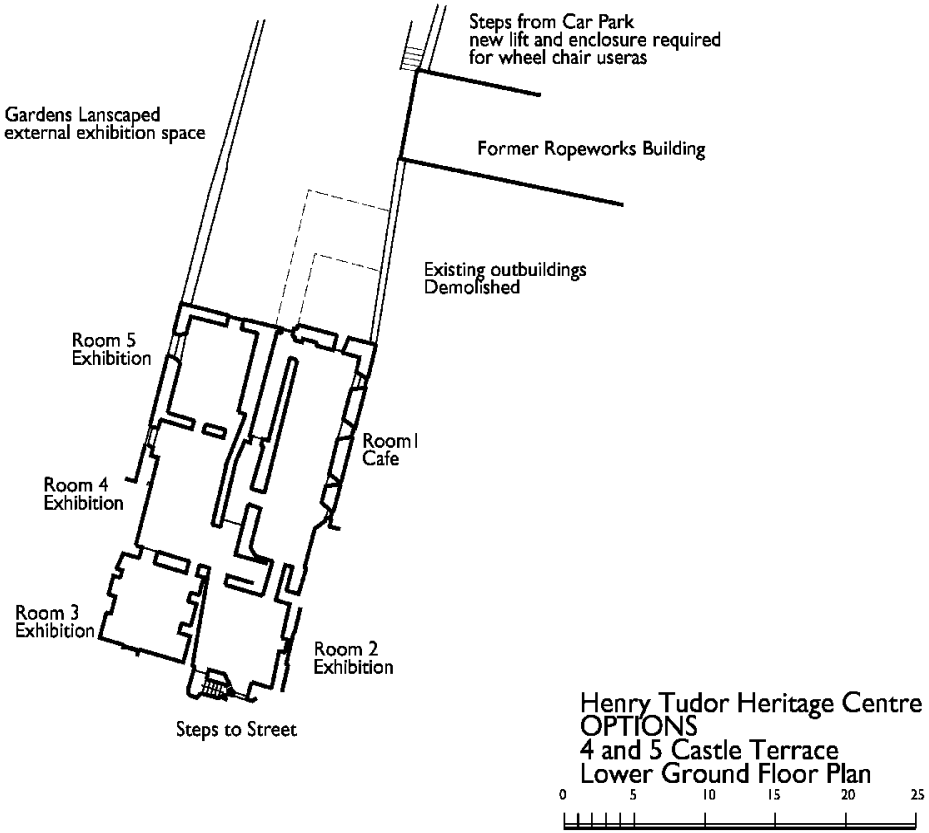 Steps from Car Park
new lift and enclosure required
for wheel chair useras
Gardens Lanscaped
external exhibition space
Former Ropeworks Building
Existing outbuildings
Demolished
Room 5
Exhibition
Room 1
Cafe
Room 4
Exhibition
Room 3
Exhibition
Room 2
Exhibition
Steps to Street
Henry Tudor Heritage Centre
OPTIONS
4 and 5 Castle Terrace
Lower Ground Floor Plan
0 5 10 15 20 25